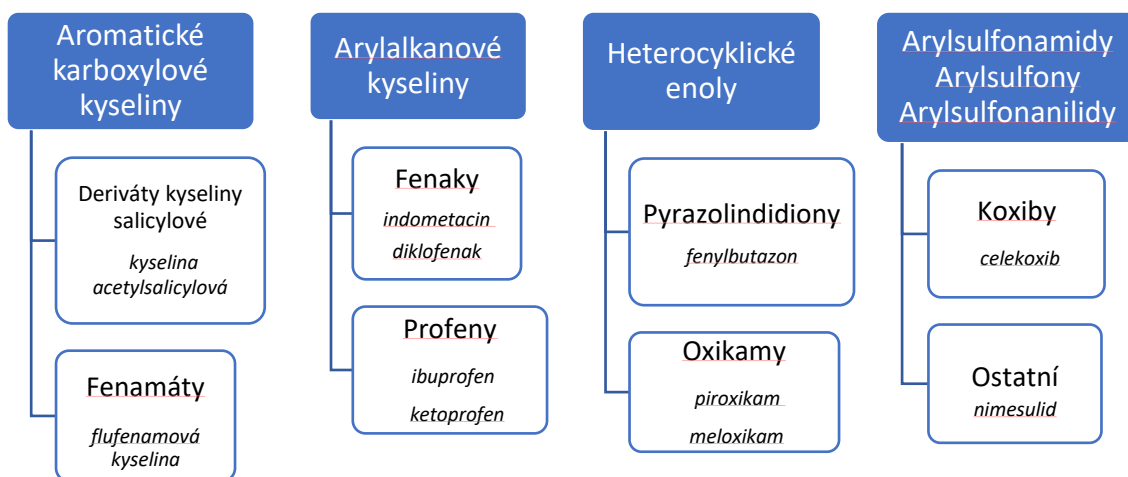 Aromatické
karboxylové
kyseliny
Deriváty kyseliny
salicylové
kyselina
acetylsalicylová
Fenamáty
flufenamová
kyselina
Arylalkanové
kyseliny
Fenaky
indometacin
diklofenak
Profeny
ibuprofen
ketoprofen
Heterocyklické
enoly
Pyrazolindidiony
fenylbutazon
Oxikamy
piroxikam
meloxikam
Arylsulfonamidy
Arylsulfony
Arylsulfonanilidy
Koxiby
celekoxib
Ostatní
nimesulid